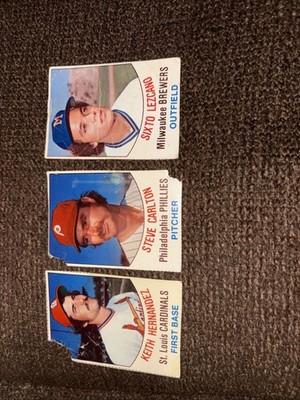 SIXTO LEZCANO
Milwaukee BREWERS
OUTFIELD
STEVE CARLTON
Philadelphia PHILLIES
PITCHER
KEITH HERNANDEZ
St. Louis CARDINALS
FIRST BASE